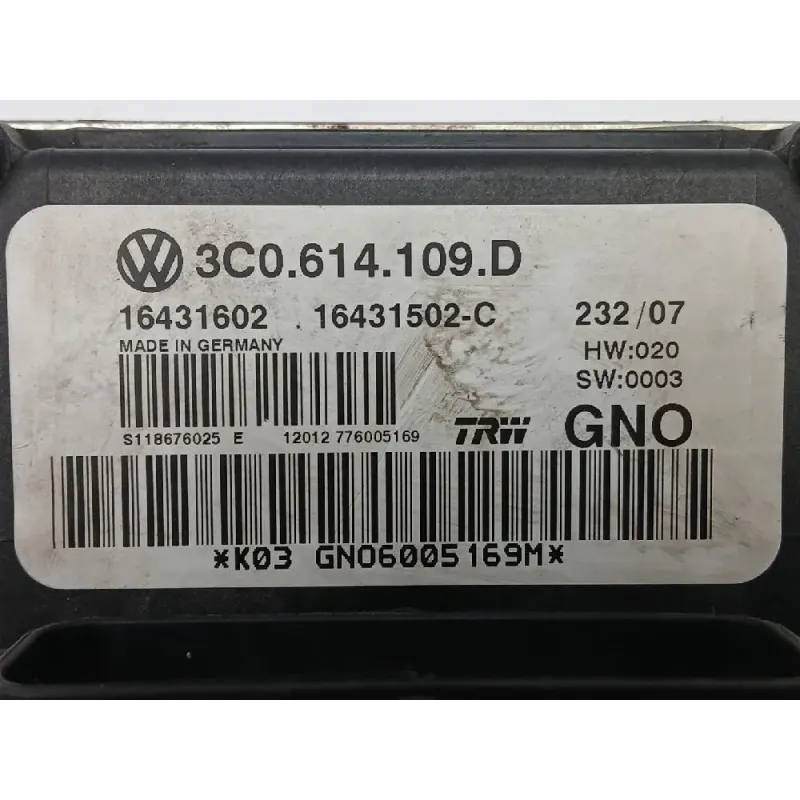 3C0.614.109.D
16431602 16431502-C 232/07
MADE IN GERMANY HW:020
SW:0003
S118676025 E 12012 776005169 TRW GNO
*K03 GNO6005169M*